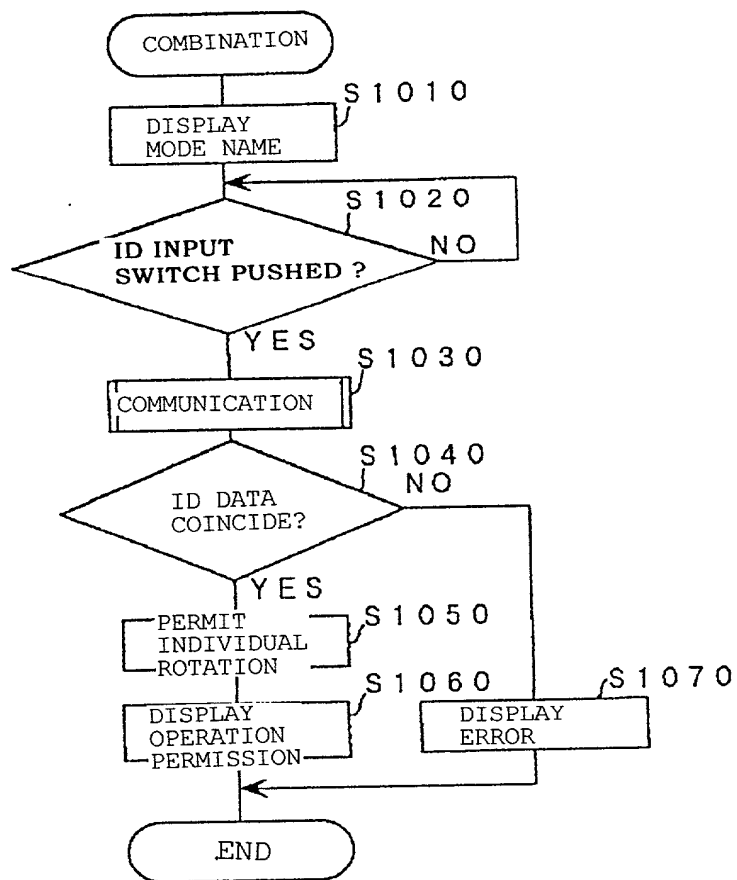 COMBINATION
S1010
DISPLAY
MODE NAME
S1020
ID INPUT
SWITCH PUSHED ?
NO
YES
S1030
COMMUNICATION
S1040
NO
ID DATA
COINCIDE?
YES
PERMIT
INDIVIDUAL
ROTATION
S1050
S1060
DISPLAY
OPERATION
PERMISSION
S1070
DISPLAY
ERROR
.END